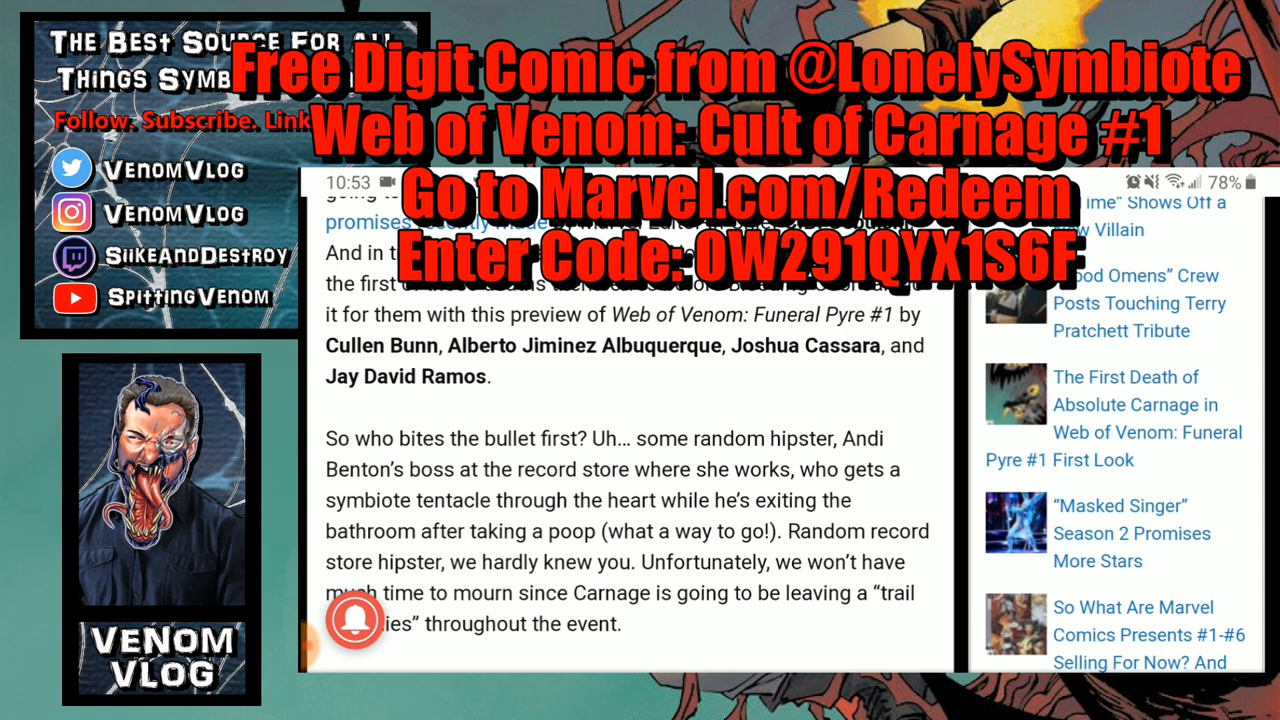 THE BEST SOURCE FOR ALL
THINGS SYMB
Follow. Subscribe. Link
VENOMVLOG
VENOMVLOG
SIIKEANDDESTROY
SPITTINGVENOM
VENOM
VLOG
Free Digit Comic from @LonelySymbiote
Web of Venom: Cult of Carnage #1
Go to Marvel.com/Redeem
Enter Code: 0W291QYX1S6F
10:53
78%
going to
promises recently made
And in t
the first
it for them with this preview of Web of Venom: Funeral Pyre #1 by
Cullen Bunn, Alberto Jiminez Albuquerque, Joshua Cassara, and
Jay David Ramos.
So who bites the bullet first? Uh… some random hipster, Andi
Benton's boss at the record store where she works, who gets a
symbiote tentacle through the heart while he's exiting the
bathroom after taking a poop (what a way to go!). Random record
store hipster, we hardly knew you. Unfortunately, we won't have
much time to mourn since Carnage is going to be leaving a “trail
ies” throughout the event.
ime” Shows Off a
w Villain
ood Omens” Crew
Posts Touching Terry
Pratchett Tribute
The First Death of
Absolute Carnage in
Web of Venom: Funeral
Pyre #1 First Look
“Masked Singer”
Season 2 Promises
More Stars
So What Are Marvel
Comics Presents #1-#6
Selling For Now? And